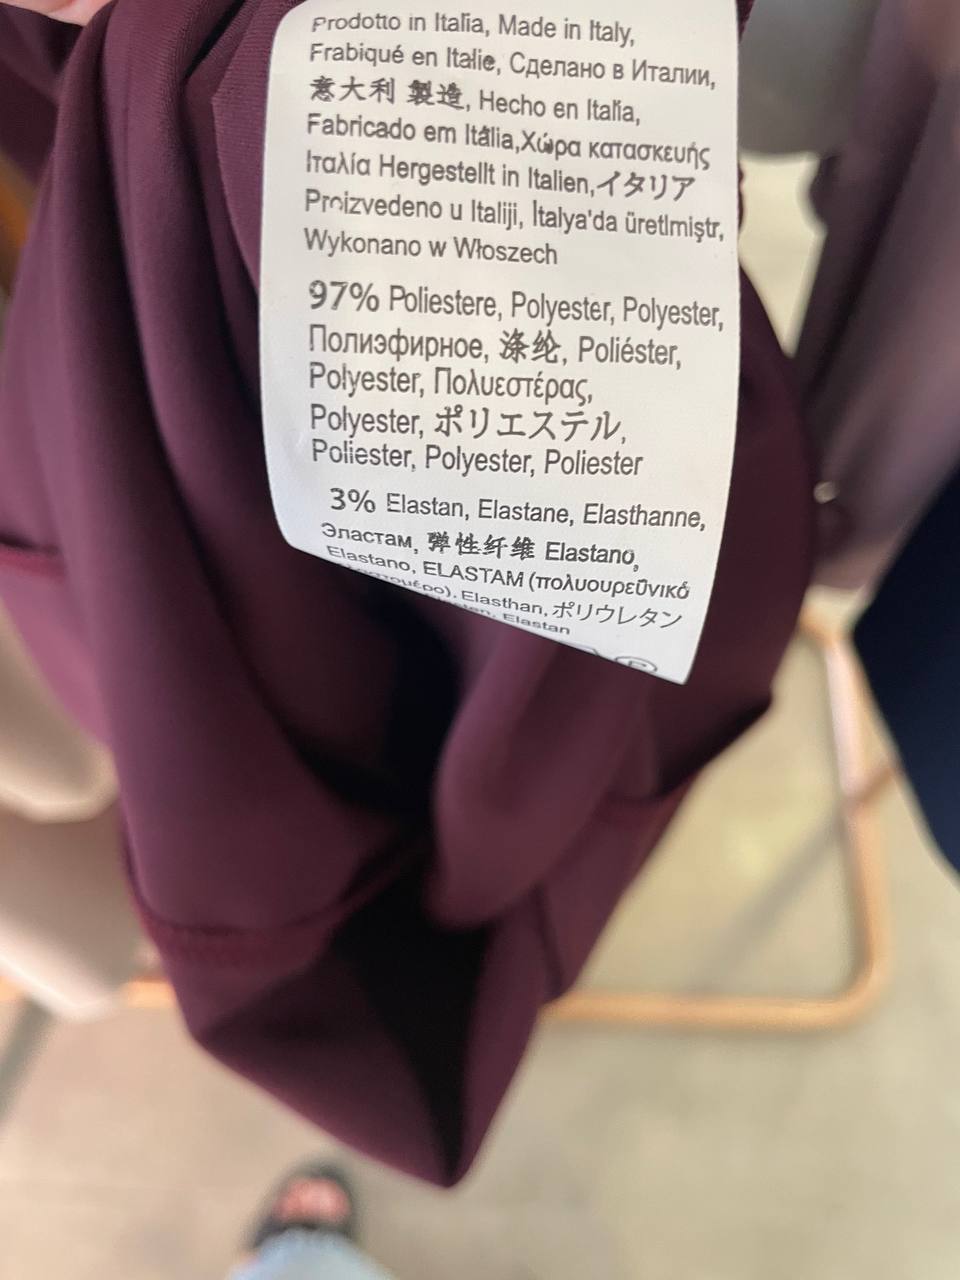 Prodotto in Italia, Made in Italy,
Frabiqué en Italie, Сделано в Италии,
意大利 製造, Hecho en Italia,
Fabricado em Itália,Χώρα κατασκευής
Ιταλία Hergestellt in Italien,イタリア
Proizvedeno u Italiji, İtalya'da üretlmiştr,
Wykonano w Włoszech
97% Poliestere, Polyester, Polyester,
Полиэфирное, 涤纶, Poliéster,
Polyester, Πολυεστέρας,
Polyester, ポリエステル,
Poliester, Polyester, Poliester
3% Elastan, Elastane, Elasthanne,
Эластам, 弹性纤维 Elastano,
Elastano, ELASTAM (πολυουρεϋνικό
Elasthan, ポリウレタン
Elastan